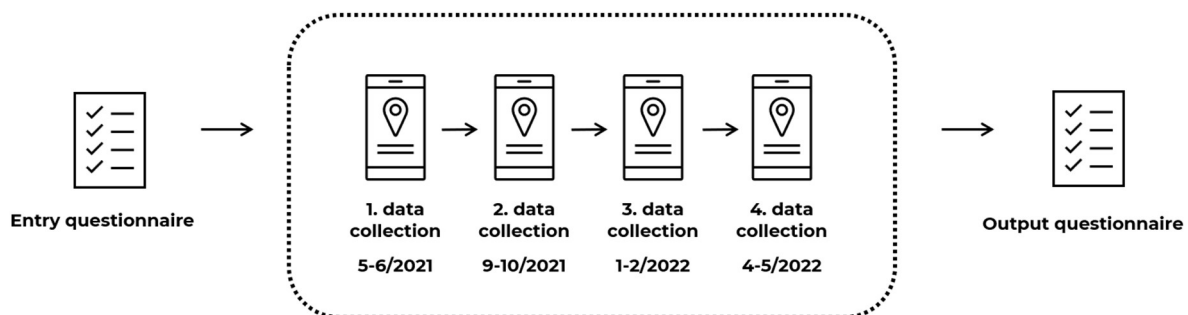 Entry questionnaire
1. data
collection
5-6/2021
2. data
collection
9-10/2021
3. data
collection
1-2/2022
4. data
collection
4-5/2022
Output questionnaire